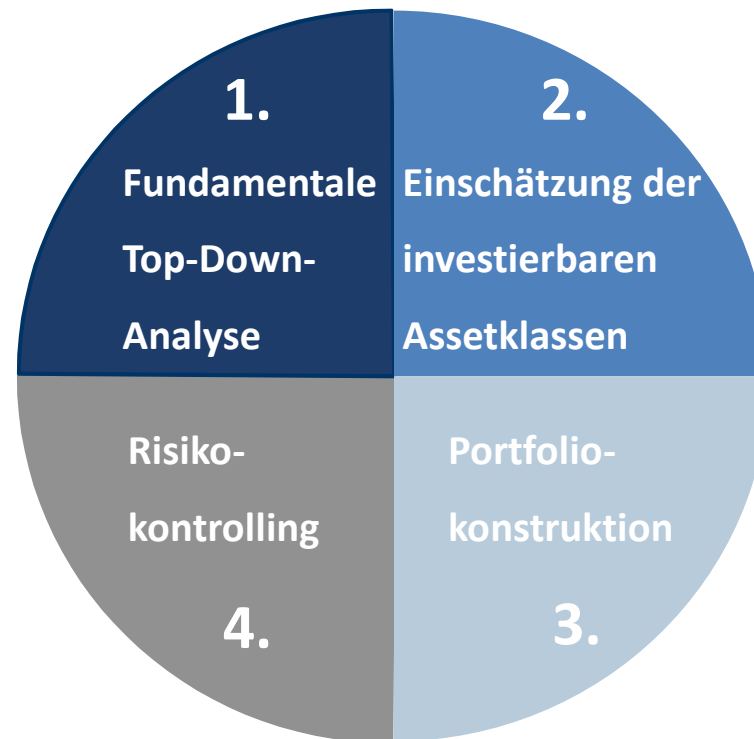 1.
Fundamentale
Top-Down-
Analyse
2.
Einschätzung der
investierbaren
Assetklassen
Portfolio-
konstruktion
3.
Risiko-
kontrolling
4.